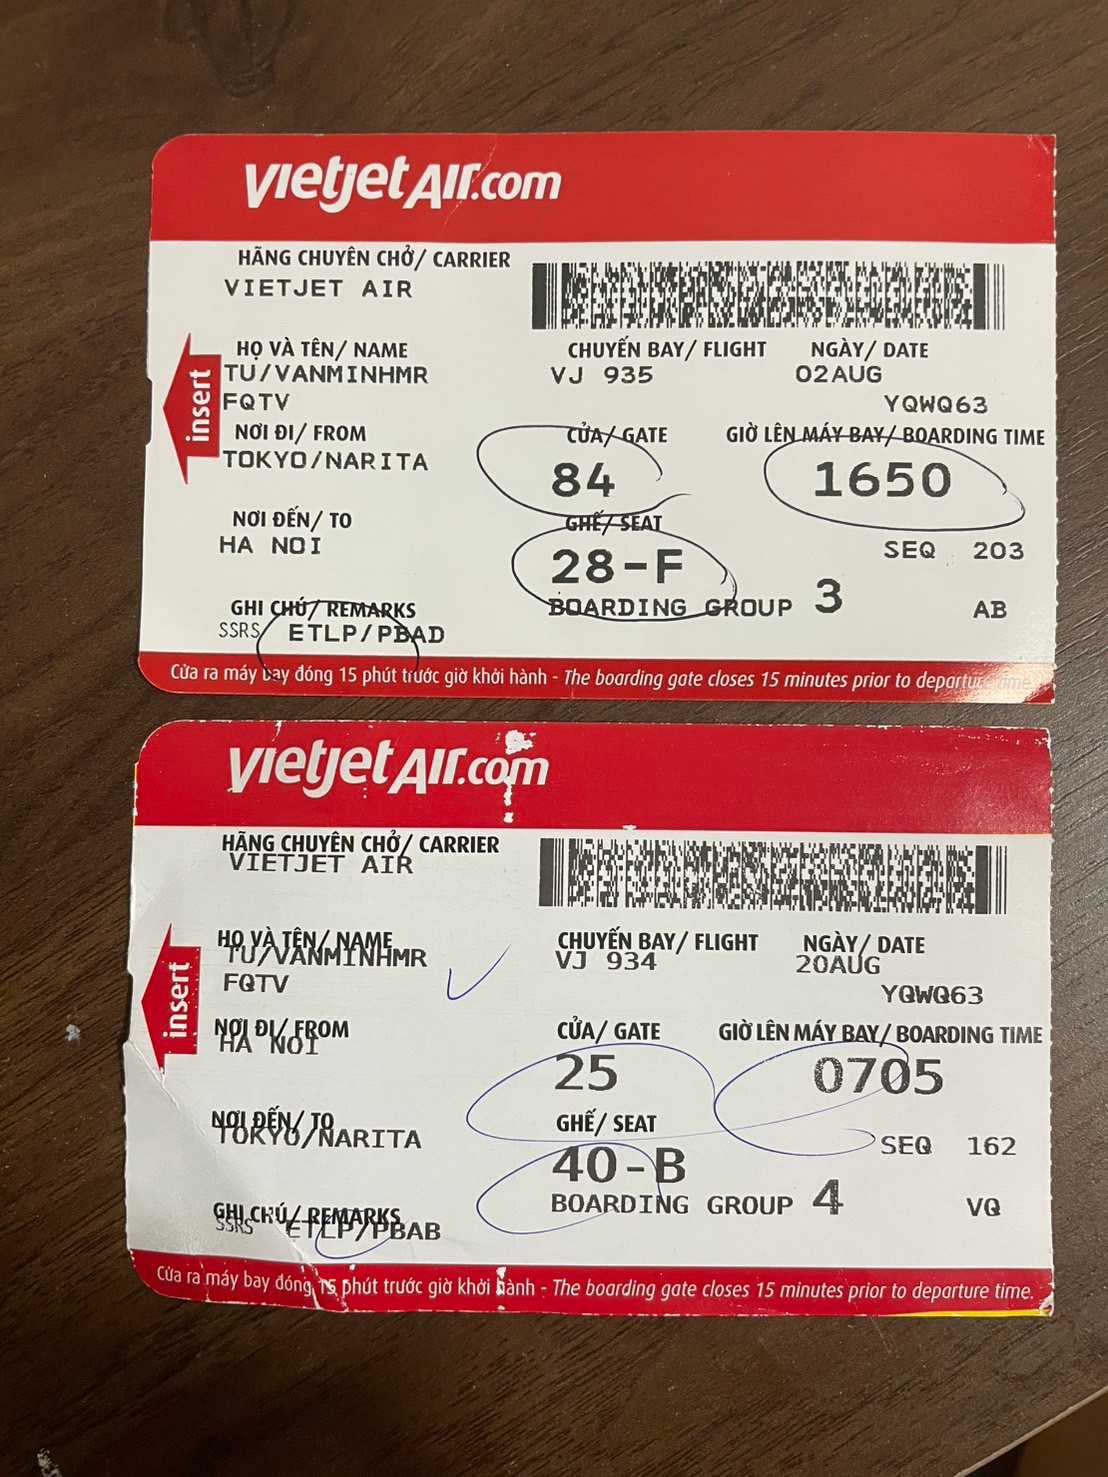 vietjetAir.com
HÃNG CHUYÊN CHỞ/ CARRIER
VIETJET AIR
HỌ VÀ TÊN/ NAME CHUYẾN BAY/ FLIGHT NGÀY/ DATE
TU/VANMINHMR VJ 935 02AUG
FQTV YQWQ63
NƠI ĐI/ FROM CỬA/ GATE GIỜ LÊN MÁY BAY/ BOARDING TIME
TOKYO/NARITA 84 1650
NƠI ĐẾN/ TO GHẾ/ SEAT
HA NOI 28-F SEQ 203
GHI CHÚ/ REMARKS BOARDING GROUP 3 AB
SSRS ETLP/PBAD
insert
Cửa ra máy bay đóng 15 phút trước giờ khởi hành - The boarding gate closes 15 minutes prior to departure time.
vietjetAir.com
HÃNG CHUYÊN CHỞ/ CARRIER
VIETJET AIR
HỌ VÀ TÊN/ NAME CHUYẾN BAY/ FLIGHT NGÀY/ DATE
TU/VANMINHMR VJ 934 20AUG
FQTV YQWQ63
NƠI ĐI/ FROM CỬA/ GATE GIỜ LÊN MÁY BAY/ BOARDING TIME
HA NOI 25 0705
NƠI ĐẾN/ TO GHẾ/ SEAT
TOKYO/NARITA 40-B SEQ 162
GHI CHÚ/ REMARKS BOARDING GROUP 4 VQ
SSRS ETLP/PBAB
insert
Cửa ra máy bay đóng 15 phút trước giờ khởi hành - The boarding gate closes 15 minutes prior to departure time.